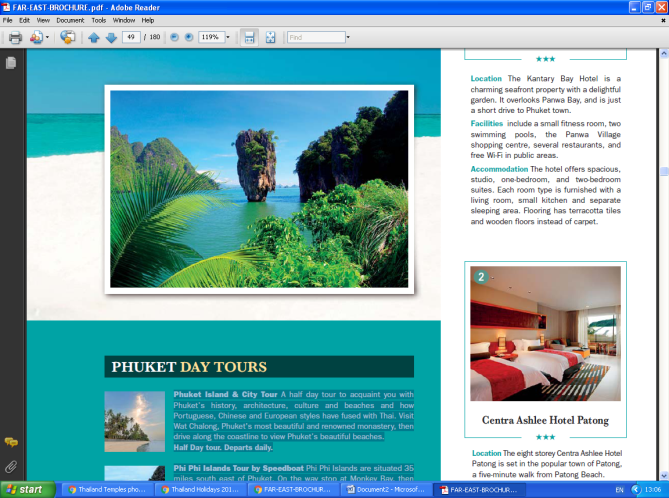 FAR-EAST-BROCHURE.pdf - Adobe Reader
File Edit View Document Tools Window Help
49 / 180 119% Find
★★★
Location The Kantary Bay Hotel is a
charming seafront property with a delightful
garden. It overlooks Panwa Bay, and is just
a short drive to Phuket town.
Facilities include a small fitness room, two
swimming pools, the Panwa Village
shopping centre, several restaurants, and
free Wi-Fi in public areas.
Accommodation The hotel offers spacious,
studio, one-bedroom, and two-bedroom
suites. Each room type is furnished with a
living room, small kitchen and separate
sleeping area. Flooring has terracotta tiles
and wooden floors instead of carpet.
2
Centra Ashlee Hotel Patong
★★★
Location The eight storey Centra Ashlee Hotel
Patong is set in the popular town of Patong,
a five-minute walk from Patong Beach.
PHUKET DAY TOURS
Phuket Island & City Tour A half day tour to acquaint you with
Phuket's history, architecture, culture and beaches and how
Portuguese, Chinese and European styles have fused with Thai. Visit
Wat Chalong, Phuket's most beautiful and renowned monastery, then
drive along the coastline to view Phuket's beautiful beaches.
Half Day tour. Departs daily.
Phi Phi Islands Tour by Speedboat Phi Phi Islands are situated 35
miles south east of Phuket. On the way stop at Monkey Bay, then
start
Thailand Temples pho...
Thailand Holidays 201...
FAR-EAST-BROCHUR...
Document2 - Microsof...
FAR-EAST-BROCHUR...
EN
13:06